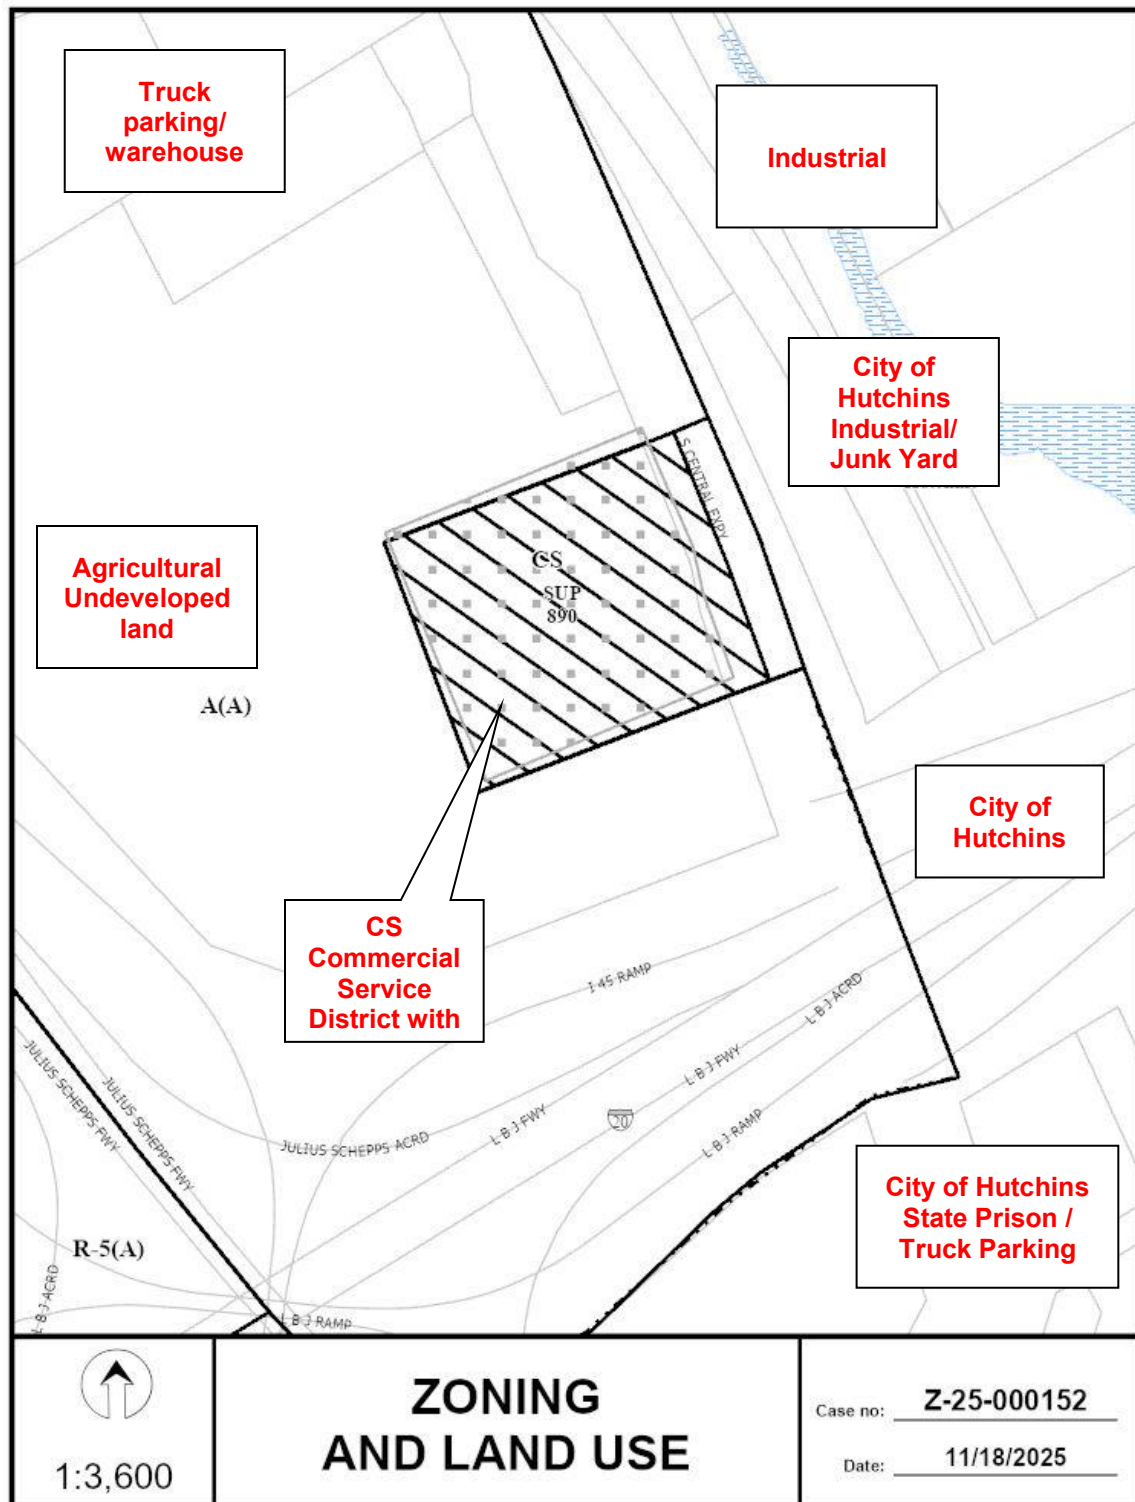 Truck
parking/
warehouse
Industrial
City of
Hutchins
Industrial/
Junk Yard
S CENTRAL EXPY
CS
SUP
890
Agricultural
Undeveloped
land
A(A)
City of
Hutchins
CS
Commercial
Service
District with
I 45 RAMP
L B J ACRD
L B J FWY
JULIUS SCHEPPS FWY
JULIUS SCHEPPS FWY
JULIUS SCHEPPS ACRD
L B J FWY
20
L B J RAMP
City of Hutchins
State Prison /
Truck Parking
R-5(A)
L B J ACRD
L B J RAMP
1:3,600
ZONING
AND LAND USE
Case no: Z-25-000152
Date: 11/18/2025